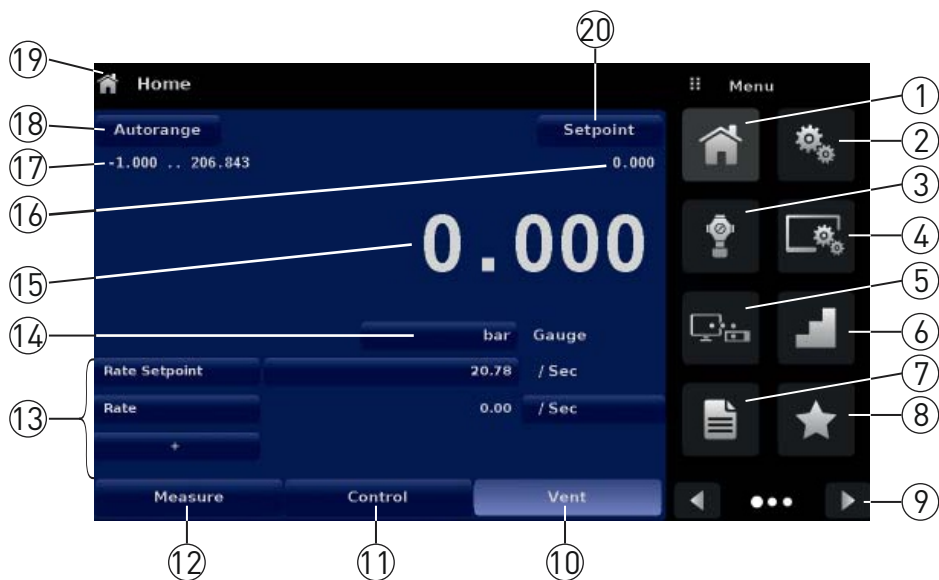 20
19
Home
Menu
1
18
Autorange
Setpoint
2
17
-1.000 .. 206.843
0.000
3
16
0.000
4
15
5
14
bar Gauge
6
Rate Setpoint 20.78 / Sec
7
13
Rate 0.00 / Sec
8
+
Measure Control Vent
9
12
11
10